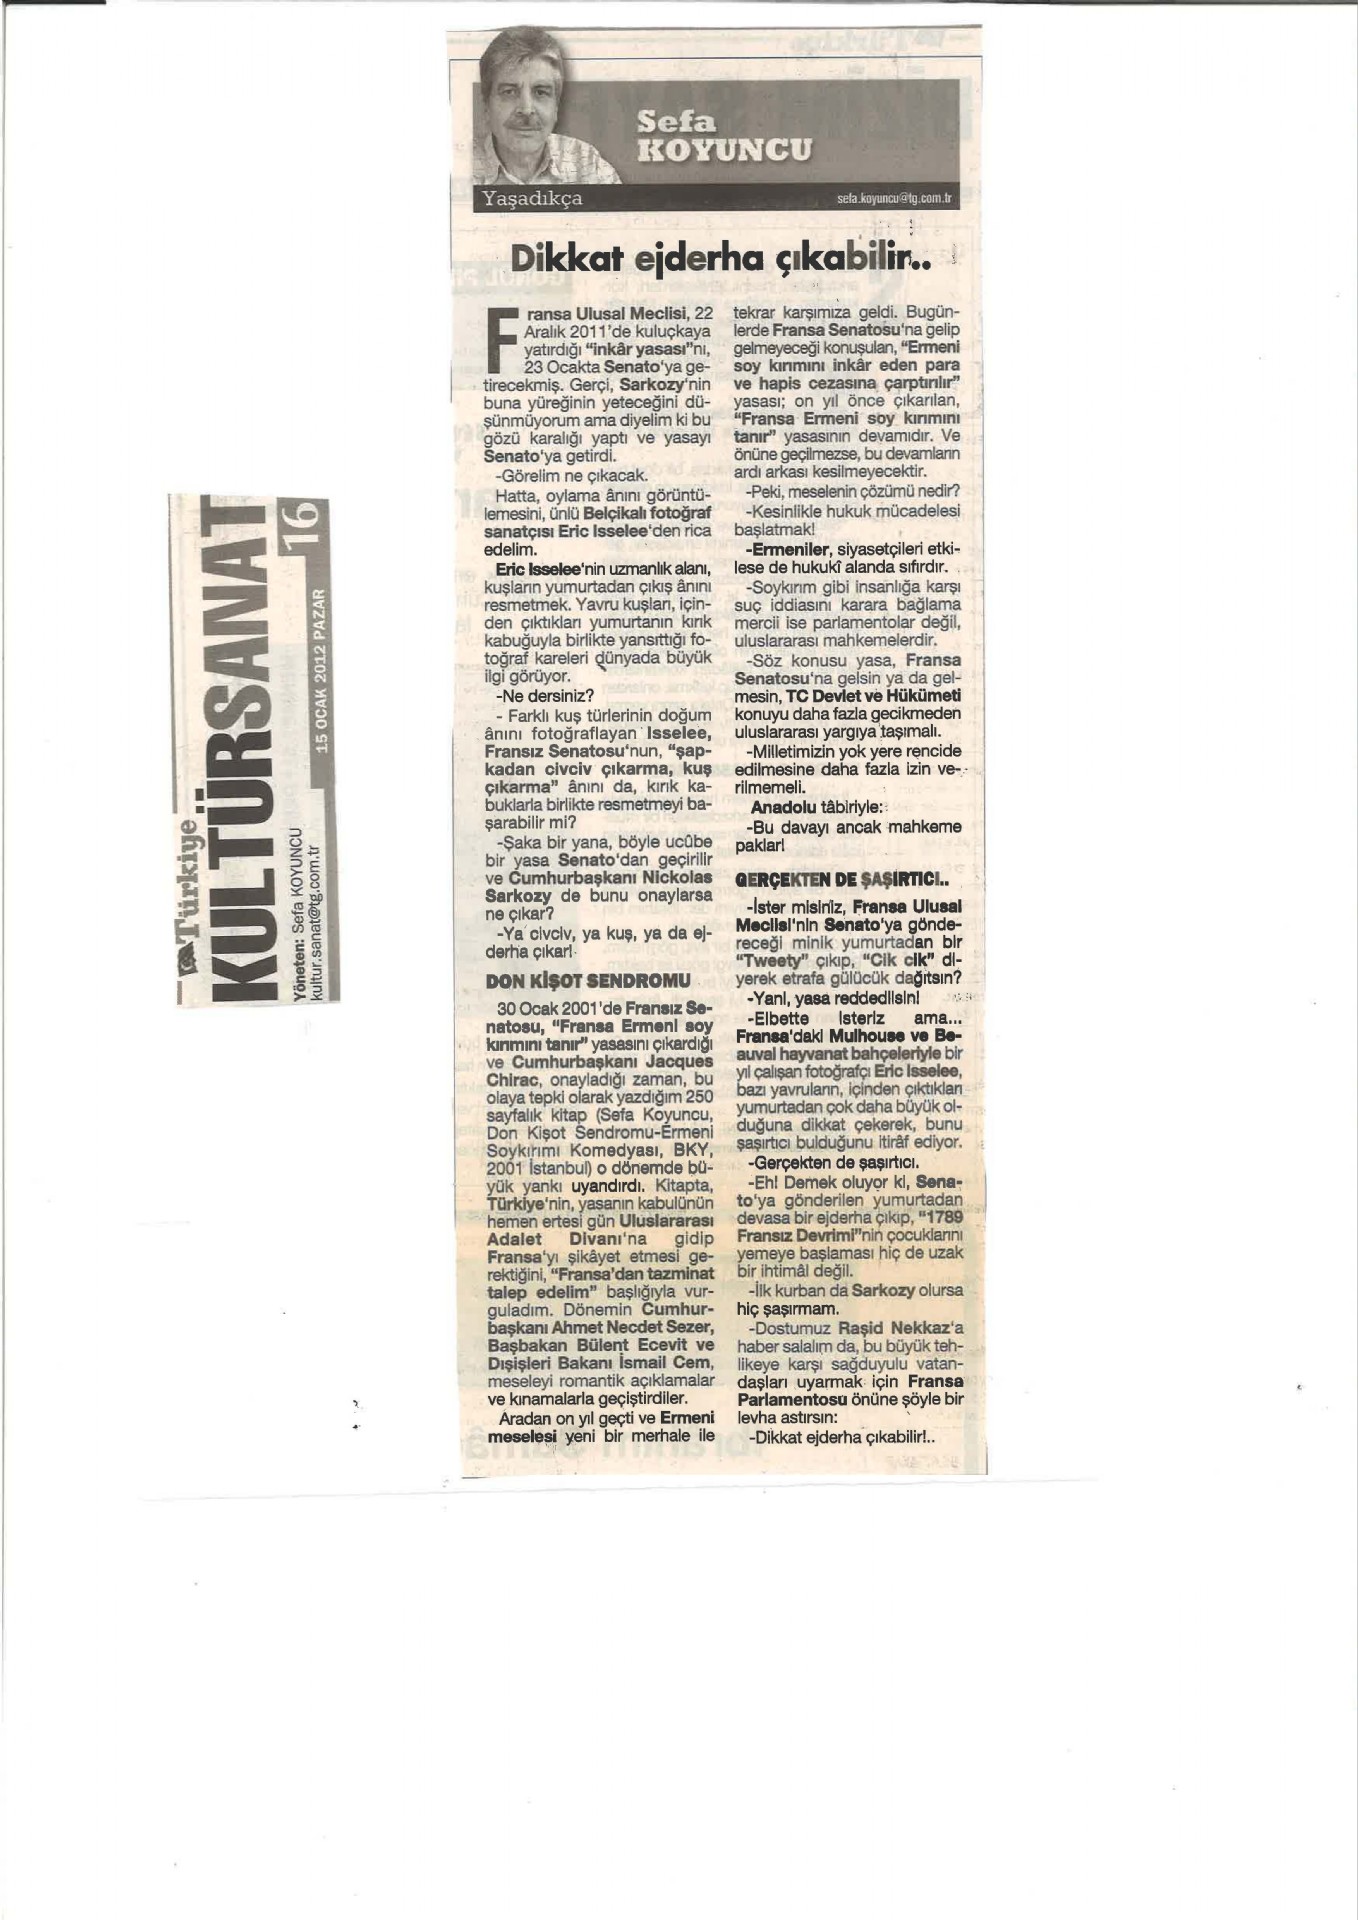 Türkiye
KÜLTÜRSANAT
16
15 OCAK 2012 PAZAR
Yöneten: Sefa KOYUNCU
kultur.sanat@tg.com.tr
Sefa
KOYUNCU
Yaşadıkça
sefa.koyuncu@tg.com.tr
Dikkat ejderha çıkabilir..
Fransa Ulusal Meclisi, 22
Aralık 2011'de kuluçkaya
yatırdığı "inkâr yasası"nı,
23 Ocakta Senato'ya ge-
tirecekmiş. Gerçi, Sarkozy'nin
buna yüreğinin yeteceğini dü-
şünmüyorum ama diyelim ki bu
gözü karalığı yaptı ve yasayı
Senato'ya getirdi.
-Görelim ne çıkacak.
Hatta, oylama ânını görüntü-
lemesini, ünlü Belçikalı fotoğraf
sanatçısı Eric Isselee'den rica
edelim.
Eric Isselee'nin uzmanlık alanı,
kuşların yumurtadan çıkış ânını
resmetmek. Yavru kuşları, için-
den çıktıkları yumurtanın kırık
kabuğuyla birlikte yansıttığı fo-
toğraf kareleri dünyada büyük
ilgi görüyor.
-Ne dersiniz?
- Farklı kuş türlerinin doğum
ânını fotoğraflayan Isselee,
Fransız Senatosu'nun, "şap-
kadan civciv çıkarma, kuş
çıkarma" ânını da, kırık ka-
buklarla birlikte resmetmeyi ba-
şarabilir mi?
-Şaka bir yana, böyle ucûbe
bir yasa Senato'dan geçirilir
ve Cumhurbaşkanı Nickolas
Sarkozy de bunu onaylarsa
ne çıkar?
-Ya civciv, ya kuş, ya da ej-
derha çıkar!
DON KİŞOT SENDROMU
30 Ocak 2001'de Fransız Se-
natosu, "Fransa Ermeni soy
kırımını tanır" yasasını çıkardığı
ve Cumhurbaşkanı Jacques
Chirac, onayladığı zaman, bu
olaya tepki olarak yazdığım 250
sayfalık kitap (Sefa Koyuncu,
Don Kişot Sendromu-Ermeni
Soykırımı Komedyası, BKY,
2001 İstanbul) o dönemde bü-
yük yankı uyandırdı. Kitapta,
Türkiye'nin, yasanın kabulünün
hemen ertesi gün Uluslararası
Adalet Divanı'na gidip
Fransa'yı şikâyet etmesi ge-
rektiğini, "Fransa'dan tazminat
talep edelim" başlığıyla vur-
guladım. Dönemin Cumhur-
başkanı Ahmet Necdet Sezer,
Başbakan Bülent Ecevit ve
Dışişleri Bakanı İsmail Cem,
meseleyi romantik açıklamalar
ve kınamalarla geçiştirdiler.
Aradan on yıl geçti ve Ermeni
meselesi yeni bir merhale ile
tekrar karşımıza geldi. Bugün-
lerde Fransa Senatosu'na gelip
gelmeyeceği konuşulan, "Ermeni
soy kırımını inkâr eden para
ve hapis cezasına çarptırılır"
yasası; on yıl önce çıkarılan,
"Fransa Ermeni soy kırımını
tanır" yasasının devamıdır. Ve
önüne geçilmezse, bu devamların
ardı arkası kesilmeyecektir.
-Peki, meselenin çözümü nedir?
-Kesinlikle hukuk mücadelesi
başlatmak!
-Ermeniler, siyasetçileri etki-
lese de hukukî alanda sıfırdır.
-Soykırım gibi insanlığa karşı
suç iddiasını karara bağlama
mercii ise parlamentolar değil,
uluslararası mahkemelerdir.
-Söz konusu yasa, Fransa
Senatosu'na gelsin ya da gel-
mesin, TC Devlet ve Hükümeti
konuyu daha fazla gecikmeden
uluslararası yargıya taşımalı.
-Milletimizin yok yere rencide
edilmesine daha fazla izin ve-
rilmemeli.
Anadolu tâbiriyle:
-Bu davayı ancak mahkeme
paklar!
GERÇEKTEN DE ŞAŞIRTICI..
-İster misiniz, Fransa Ulusal
Meclisi'nin Senato'ya gönde-
receği minik yumurtadan bir
"Tweety" çıkıp, "Cik cik" di-
yerek etrafa gülücük dağıtsın?
-Yani, yasa reddedilsin!
-Elbette isteriz ama...
Fransa'daki Mulhouse ve Be-
auval hayvanat bahçeleriyle bir
yıl çalışan fotoğrafçı Eric Isselee,
bazı yavruların, içinden çıktıkları
yumurtadan çok daha büyük ol-
duğuna dikkat çekerek, bunu
şaşırtıcı bulduğunu itirâf ediyor.
-Gerçekten de şaşırtıcı.
-Eh! Demek oluyor ki, Sena-
to'ya gönderilen yumurtadan
devasa bir ejderha çıkıp, "1789
Fransız Devrimi"nin çocuklarını
yemeye başlaması hiç de uzak
bir ihtimâl değil.
-İlk kurban da Sarkozy olursa
hiç şaşırmam.
-Dostumuz Raşid Nekkaz'a
haber salalım da, bu büyük teh-
likeye karşı sağduyulu vatan-
daşları uyarmak için Fransa
Parlamentosu önüne şöyle bir
levha astırsın:
-Dikkat ejderha çıkabilir!..